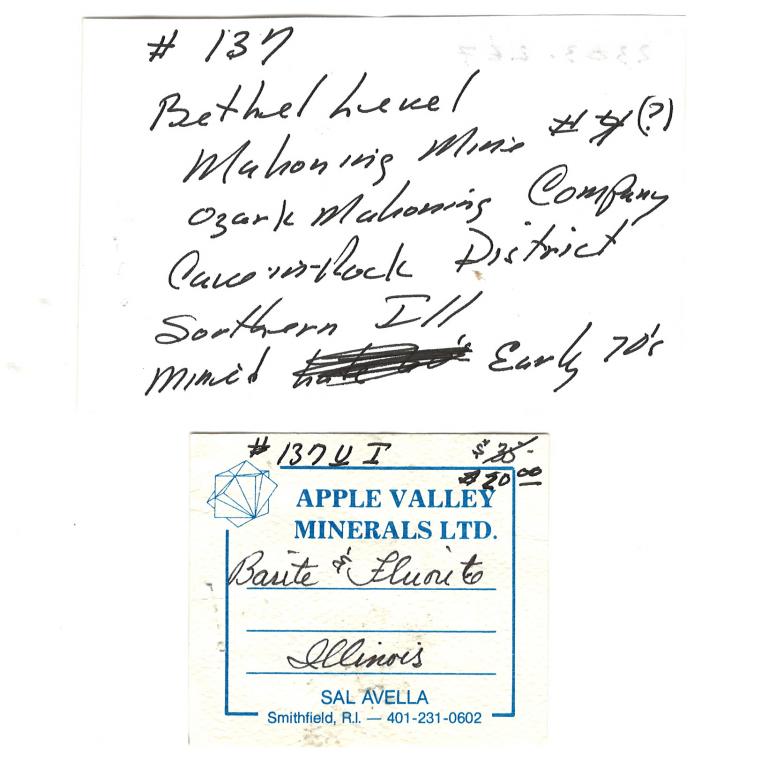 # 137
Bethel Level
Mahoning Mine # (?)
Ozark Mahoning Company
Cave-in-Rock District
Southern Ill
Mined Early 70's
# 137 U I
$ 35-
$ 20 00
APPLE VALLEY
MINERALS LTD.
Barite & Fluorite
Illinois
SAL AVELLA
Smithfield, R.I. — 401-231-0602